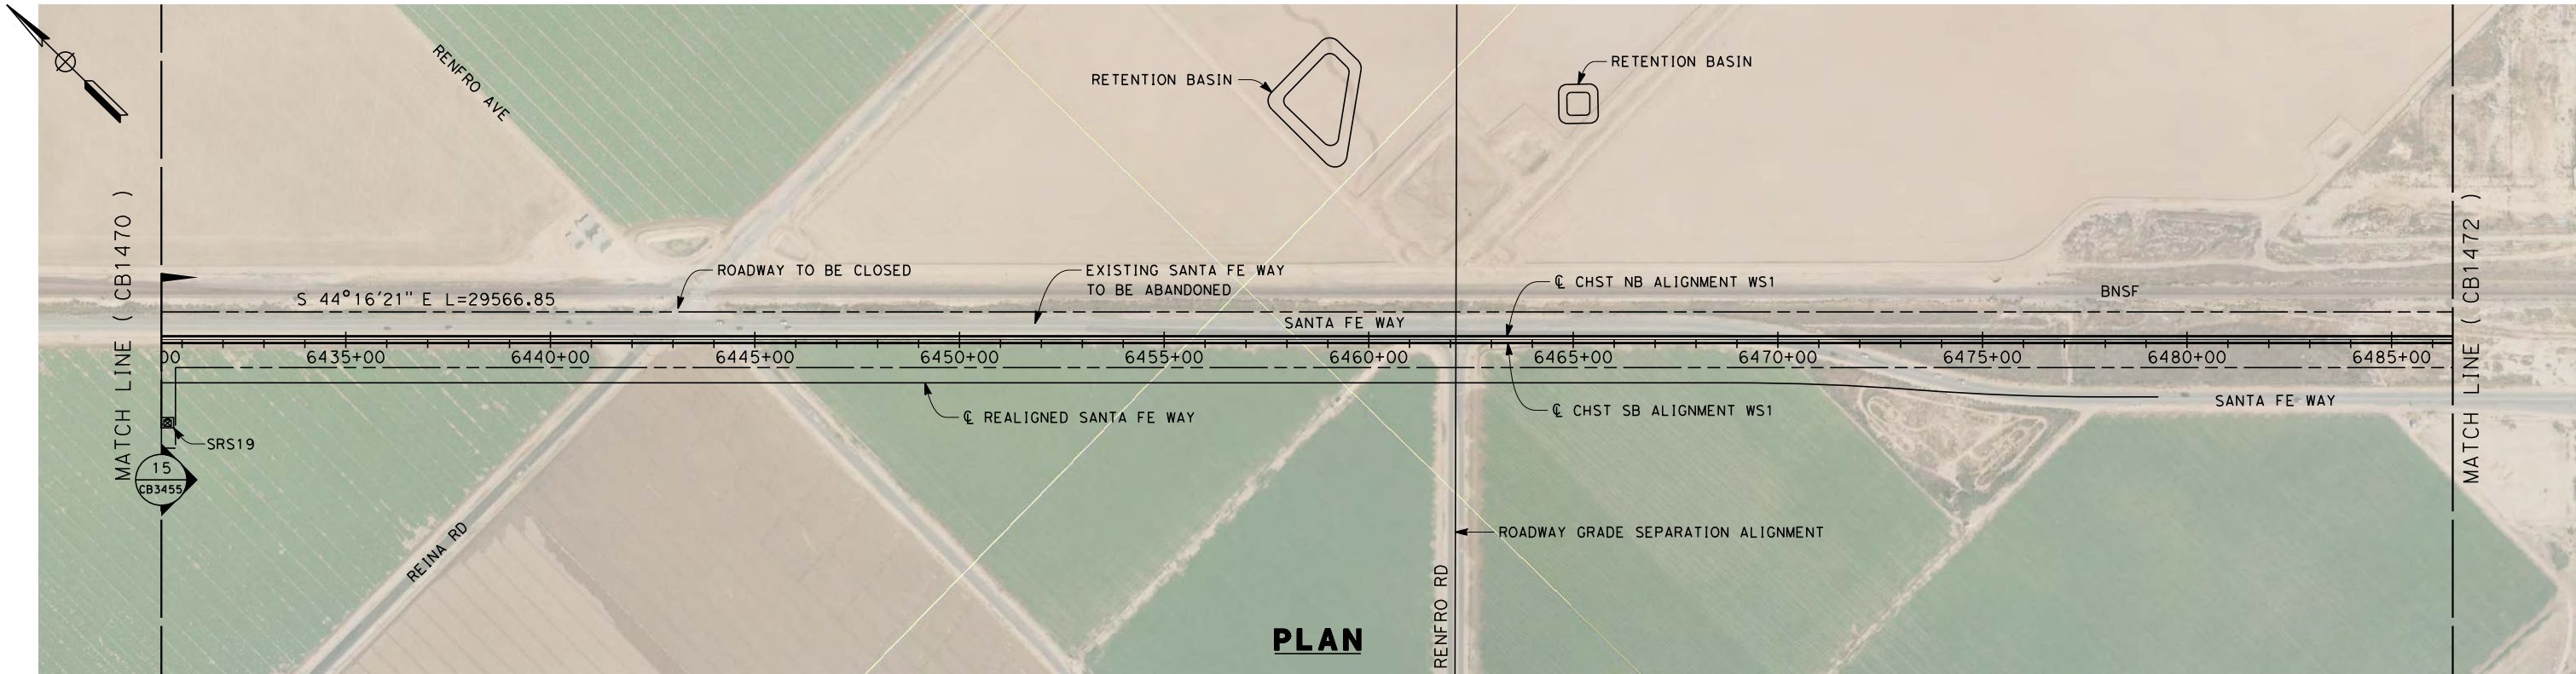 RENFRO AVE
RETENTION BASIN
RETENTION BASIN
MATCH LINE ( CB1470 )
MATCH LINE ( CB1472 )
ROADWAY TO BE CLOSED
EXISTING SANTA FE WAY
TO BE ABANDONED
℄ CHST NB ALIGNMENT WS1
BNSF
S 44°16'21" E L=29566.85
SANTA FE WAY
00 6435+00 6440+00 6445+00 6450+00 6455+00 6460+00 6465+00 6470+00 6475+00 6480+00 6485+00
℄ REALIGNED SANTA FE WAY
℄ CHST SB ALIGNMENT WS1
SANTA FE WAY
SRS19
15
CB3455
REINA RD
ROADWAY GRADE SEPARATION ALIGNMENT
RENFRO RD
PLAN